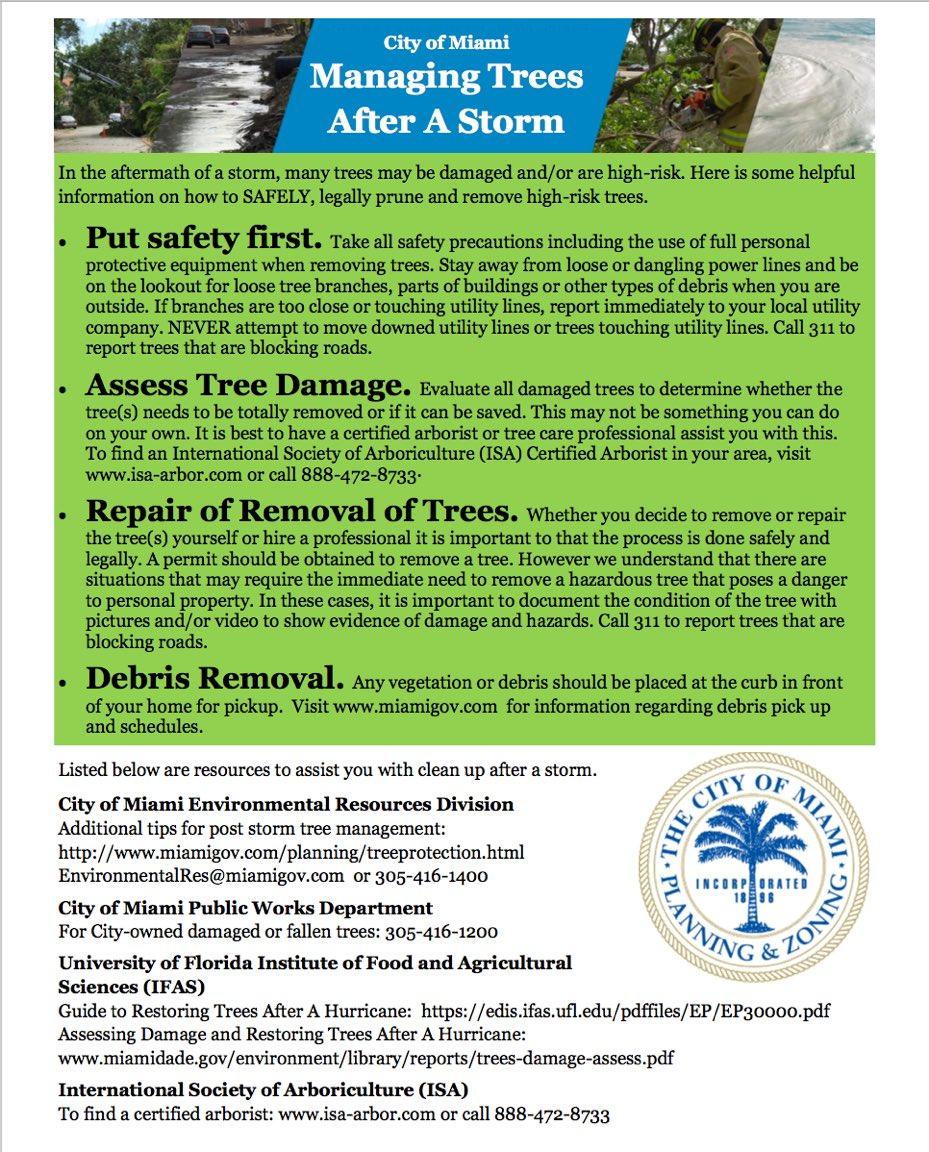 City of Miami
Managing Trees
After A Storm
In the aftermath of a storm, many trees may be damaged and/or are high-risk. Here is some helpful
information on how to SAFELY, legally prune and remove high-risk trees.
• Put safety first. Take all safety precautions including the use of full personal
protective equipment when removing trees. Stay away from loose or dangling power lines and be
on the lookout for loose tree branches, parts of buildings or other types of debris when you are
outside. If branches are too close or touching utility lines, report immediately to your local utility
company. NEVER attempt to move downed utility lines or trees touching utility lines. Call 311 to
report trees that are blocking roads.
• Assess Tree Damage. Evaluate all damaged trees to determine whether the
tree(s) needs to be totally removed or if it can be saved. This may not be something you can do
on your own. It is best to have a certified arborist or tree care professional assist you with this.
To find an International Society of Arboriculture (ISA) Certified Arborist in your area, visit
www.isa-arbor.com or call 888-472-8733·
• Repair of Removal of Trees. Whether you decide to remove or repair
the tree(s) yourself or hire a professional it is important to that the process is done safely and
legally. A permit should be obtained to remove a tree. However we understand that there are
situations that may require the immediate need to remove a hazardous tree that poses a danger
to personal property. In these cases, it is important to document the condition of the tree with
pictures and/or video to show evidence of damage and hazards. Call 311 to report trees that are
blocking roads.
• Debris Removal. Any vegetation or debris should be placed at the curb in front
of your home for pickup. Visit www.miamigov.com for information regarding debris pick up
and schedules.
Listed below are resources to assist you with clean up after a storm.
City of Miami Environmental Resources Division
Additional tips for post storm tree management:
http://www.miamigov.com/planning/treeprotection.html
EnvironmentalRes@miamigov.com or 305-416-1400
City of Miami Public Works Department
For City-owned damaged or fallen trees: 305-416-1200
University of Florida Institute of Food and Agricultural
Sciences (IFAS)
Guide to Restoring Trees After A Hurricane: https://edis.ifas.ufl.edu/pdffiles/EP/EP30000.pdf
Assessing Damage and Restoring Trees After A Hurricane:
www.miamidade.gov/environment/library/reports/trees-damage-assess.pdf
International Society of Arboriculture (ISA)
To find a certified arborist: www.isa-arbor.com or call 888-472-8733
THE CITY OF MIAMI
INCORPORATED
1896
PLANNING & ZONING